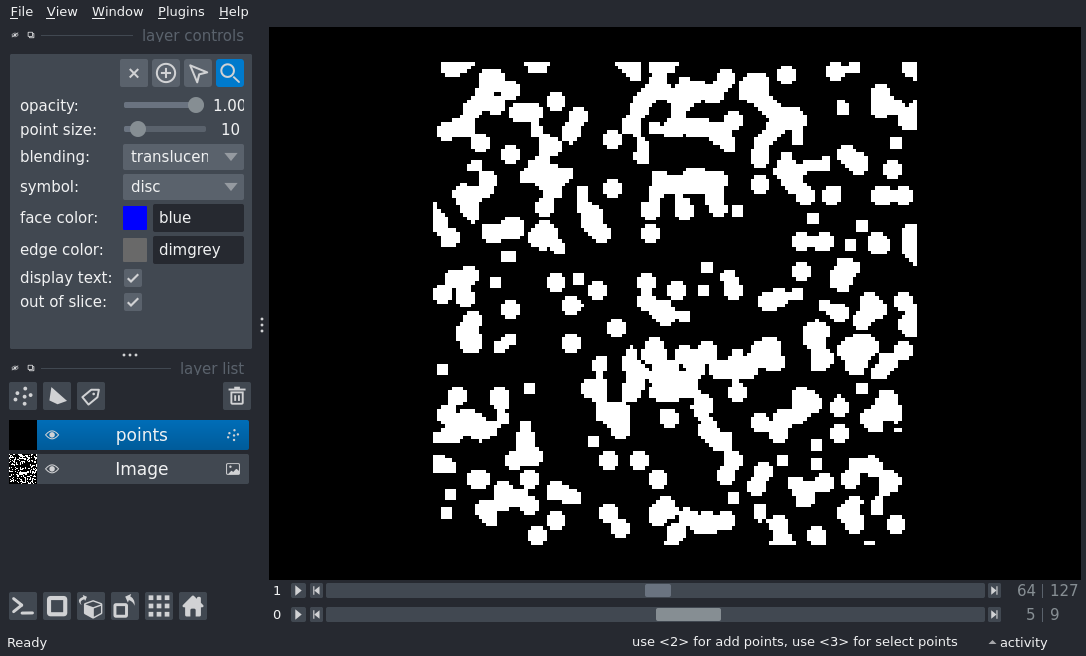 File View Window Plugins Help
layer controls
opacity: 1.00
point size: 10
blending: translucen
symbol: disc
face color: blue
edge color: dimgrey
display text:
out of slice:
layer list
points
Image
1 64 | 127
0 5 | 9
Ready use <2> for add points, use <3> for select points activity